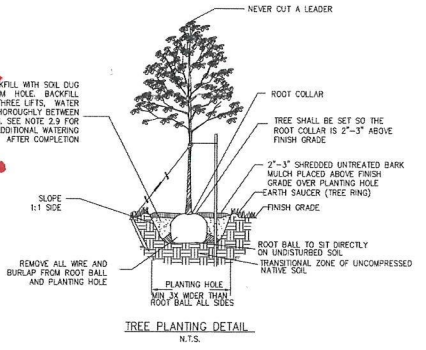 NEVER CUT A LEADER
KFILL WITH SOIL DUG
M HOLE. BACKFILL
THREE LIFTS, WATER
HOROUGHLY BETWEEN
. SEE NOTE 2.9 FOR
DDITIONAL WATERING
AFTER COMPLETION
ROOT COLLAR
TREE SHALL BE SET SO THE
ROOT COLLAR IS 2"-3" ABOVE
FINISH GRADE
2"-3" SHREDDED UNTREATED BARK
MULCH PLACED ABOVE FINISH
GRADE OVER PLANTING HOLE
EARTH SAUCER (TREE RING)
SLOPE
1:1 SIDE
FINISH GRADE
ROOT BALL TO SIT DIRECTLY
ON UNDISTURBED SOIL
TRANSITIONAL ZONE OF UNCOMPRESSED
NATIVE SOIL
REMOVE ALL WIRE AND
BURLAP FROM ROOT BALL
AND PLANTING HOLE
PLANTING HOLE
MIN 3X WIDER THAN
ROOT BALL ALL SIDES
TREE PLANTING DETAIL
N.T.S.